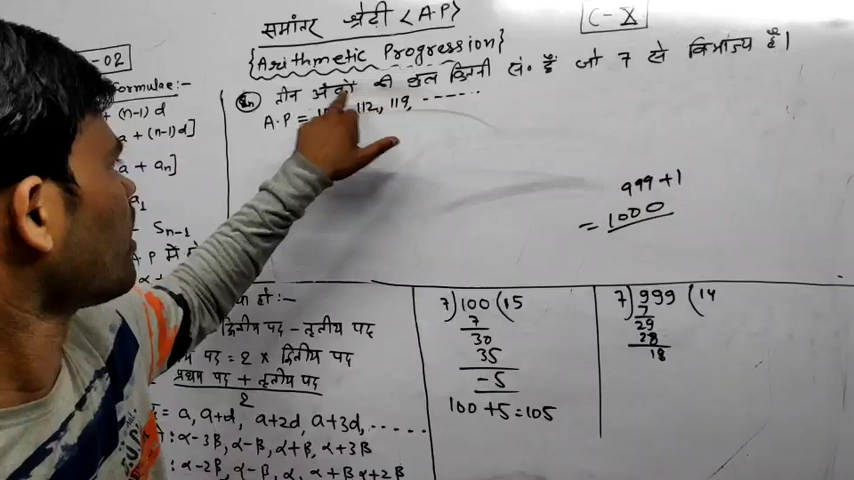 समांतर श्रेढी <A.P>
C-X
{Arithmetic Progression}
-02
Formulae:-
Qn तीन अंकों की कुल कितनी सं॰ हैं जो 7 से विभाज्य हैं।
A.P = 112, 119, ------
+ (n-1) d
a + (n-1)d]
a + an]
Sn-1
A P में
999+1
= 1000
7)100(15
7
30
35
-5
100+5=105
7)999(14
7
29
28
18
हो:-
द्वितीय पद - तृतीय पद
पद = 2 × द्वितीय पद
प्रथम पद + तृतीय पद
2
= a, a+d, a+2d, a+3d, ------
: α-3β, α-β, α+β, α+3β
: α-2β, α-β, α, α+β α+2β